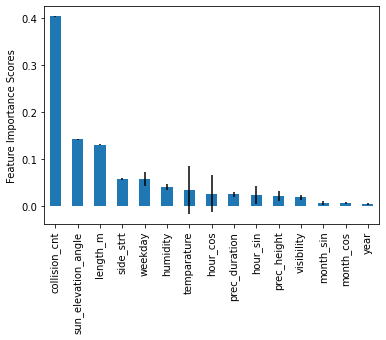 Feature Importance Scores
0.4
0.3
0.2
0.1
0.0
collision_cnt
sun_elevation_angle
length_m
side_strt
weekday
humidity
temparature
hour_cos
prec_duration
hour_sin
prec_height
visibility
month_sin
month_cos
year